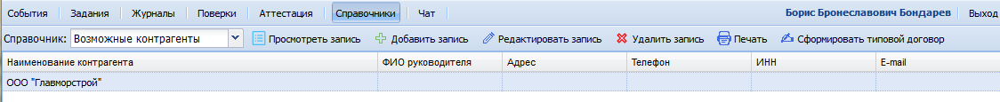 События Задания Журналы Поверки Аттестация Справочники Чат Борис Брониславович Бондарев Выход
Справочник: Возможные контрагенты Просмотреть запись Добавить запись Редактировать запись Удалить запись Печать Сформировать типовой договор
Наименование контрагента ФИО руководителя Адрес Телефон ИНН E-mail
ООО "Главморстрой"